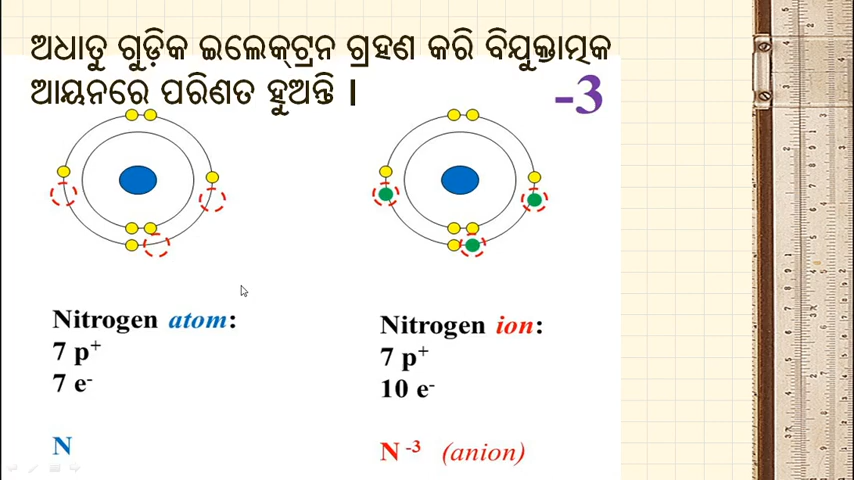 ଅଧାତୁ ଗୁଡ଼ିକ ଇଲେକ୍ଟ୍ରନ ଗ୍ରହଣ କରି ବିଯୁକ୍ତାତ୍ମକ
ଆୟନରେ ପରିଣତ ହୁଅନ୍ତି ।
-3
Nitrogen atom:
7 p⁺
7 e⁻
N
Nitrogen ion:
7 p⁺
10 e⁻
N ⁻³ (anion)